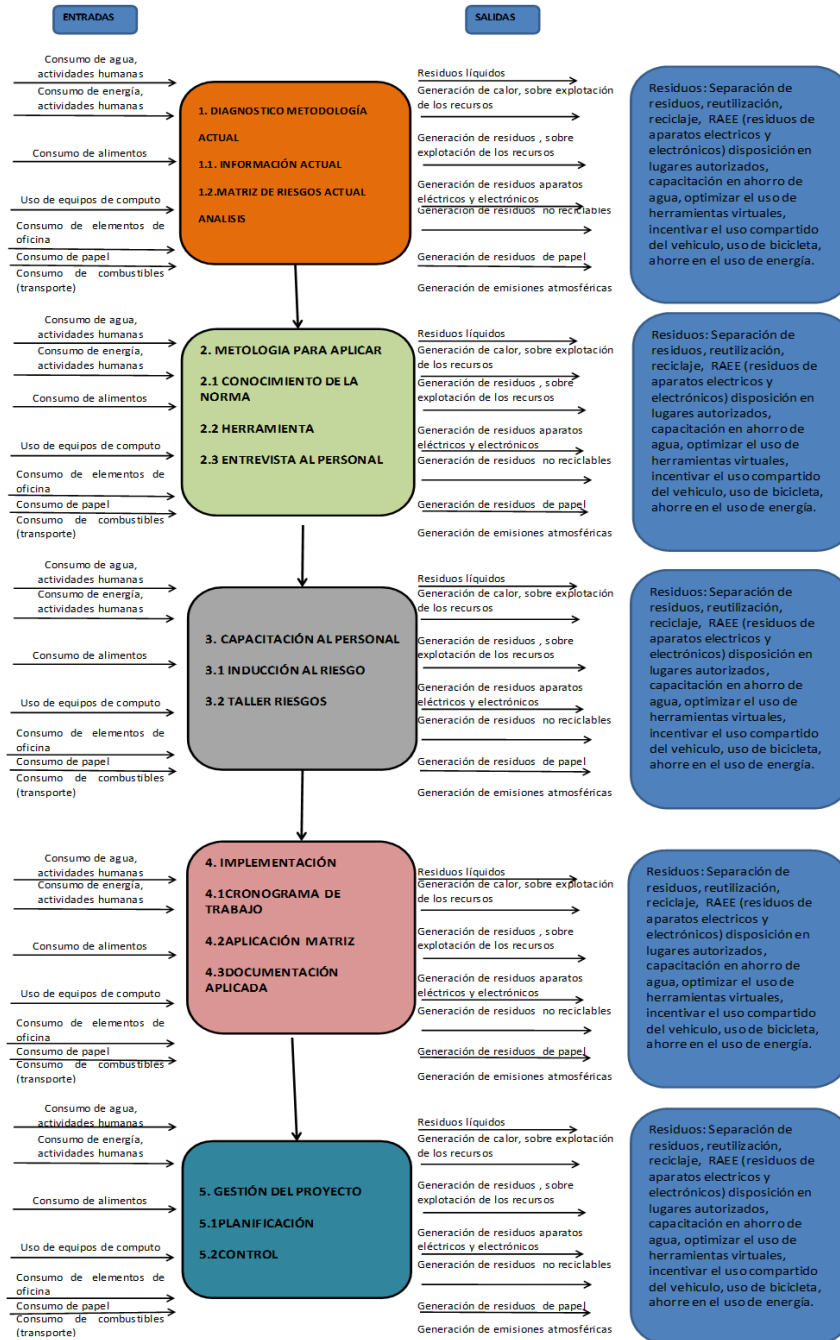 ENTRADAS
SALIDAS
Consumo de agua,
actividades humanas
Consumo de energía,
actividades humanas
Consumo de alimentos
Uso de equipos de computo
Consumo de elementos de
oficina
Consumo de papel
Consumo de combustibles
(transporte)
1. DIAGNOSTICO METODOLOGÍA
ACTUAL
1.1. INFORMACIÓN ACTUAL
1.2.MATRIZ DE RIESGOS ACTUAL
ANALISIS
Residuos líquidos
Generación de calor, sobre explotación
de los recursos
Generación de residuos , sobre
explotación de los recursos
Generación de residuos aparatos
eléctricos y electrónicos
Generación de residuos no reciclables
Generación de residuos de papel
Generación de emisiones atmosféricas
Residuos: Separación de
residuos, reutilización,
reciclaje, RAEE (residuos de
aparatos electricos y
electrónicos) disposición en
lugares autorizados,
capacitación en ahorro de
agua, optimizar el uso de
herramientas virtuales,
incentivar el uso compartido
del vehiculo, uso de bicicleta,
ahorre en el uso de energía.
Consumo de agua,
actividades humanas
Consumo de energía,
actividades humanas
Consumo de alimentos
Uso de equipos de computo
Consumo de elementos de
oficina
Consumo de papel
Consumo de combustibles
(transporte)
2. METOLOGIA PARA APLICAR
2.1 CONOCIMIENTO DE LA
NORMA
2.2 HERRAMIENTA
2.3 ENTREVISTA AL PERSONAL
Residuos líquidos
Generación de calor, sobre explotación
de los recursos
Generación de residuos , sobre
explotación de los recursos
Generación de residuos aparatos
eléctricos y electrónicos
Generación de residuos no reciclables
Generación de residuos de papel
Generación de emisiones atmosféricas
Residuos: Separación de
residuos, reutilización,
reciclaje, RAEE (residuos de
aparatos electricos y
electrónicos) disposición en
lugares autorizados,
capacitación en ahorro de
agua, optimizar el uso de
herramientas virtuales,
incentivar el uso compartido
del vehiculo, uso de bicicleta,
ahorre en el uso de energía.
Consumo de agua,
actividades humanas
Consumo de energía,
actividades humanas
Consumo de alimentos
Uso de equipos de computo
Consumo de elementos de
oficina
Consumo de papel
Consumo de combustibles
(transporte)
3. CAPACITACIÓN AL PERSONAL
3.1 INDUCCIÓN AL RIESGO
3.2 TALLER RIESGOS
Residuos líquidos
Generación de calor, sobre explotación
de los recursos
Generación de residuos , sobre
explotación de los recursos
Generación de residuos aparatos
eléctricos y electrónicos
Generación de residuos no reciclables
Generación de residuos de papel
Generación de emisiones atmosféricas
Residuos: Separación de
residuos, reutilización,
reciclaje, RAEE (residuos de
aparatos electricos y
electrónicos) disposición en
lugares autorizados,
capacitación en ahorro de
agua, optimizar el uso de
herramientas virtuales,
incentivar el uso compartido
del vehiculo, uso de bicicleta,
ahorre en el uso de energía.
Consumo de agua,
actividades humanas
Consumo de energía,
actividades humanas
Consumo de alimentos
Uso de equipos de computo
Consumo de elementos de
oficina
Consumo de papel
Consumo de combustibles
(transporte)
4. IMPLEMENTACIÓN
4.1CRONOGRAMA DE
TRABAJO
4.2APLICACIÓN MATRIZ
4.3DOCUMENTACIÓN
APLICADA
Residuos líquidos
Generación de calor, sobre explotación
de los recursos
Generación de residuos , sobre
explotación de los recursos
Generación de residuos aparatos
eléctricos y electrónicos
Generación de residuos no reciclables
Generación de residuos de papel
Generación de emisiones atmosféricas
Residuos: Separación de
residuos, reutilización,
reciclaje, RAEE (residuos de
aparatos electricos y
electrónicos) disposición en
lugares autorizados,
capacitación en ahorro de
agua, optimizar el uso de
herramientas virtuales,
incentivar el uso compartido
del vehiculo, uso de bicicleta,
ahorre en el uso de energía.
Consumo de agua,
actividades humanas
Consumo de energía,
actividades humanas
Consumo de alimentos
Uso de equipos de computo
Consumo de elementos de
oficina
Consumo de papel
Consumo de combustibles
(transporte)
5. GESTIÓN DEL PROYECTO
5.1PLANIFICACIÓN
5.2CONTROL
Residuos líquidos
Generación de calor, sobre explotación
de los recursos
Generación de residuos , sobre
explotación de los recursos
Generación de residuos aparatos
eléctricos y electrónicos
Generación de residuos no reciclables
Generación de residuos de papel
Generación de emisiones atmosféricas
Residuos: Separación de
residuos, reutilización,
reciclaje, RAEE (residuos de
aparatos electricos y
electrónicos) disposición en
lugares autorizados,
capacitación en ahorro de
agua, optimizar el uso de
herramientas virtuales,
incentivar el uso compartido
del vehiculo, uso de bicicleta,
ahorre en el uso de energía.